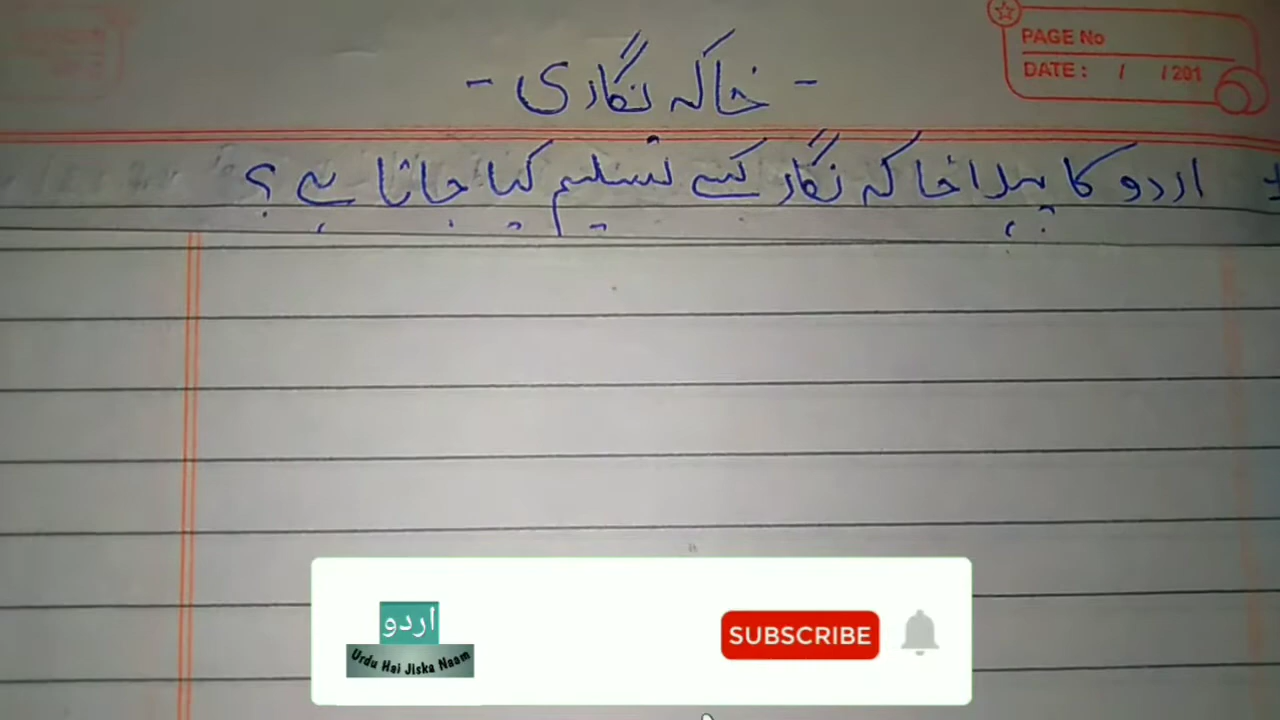 PAGE No
DATE: / / 201
- خاکہ نگاری -
اردو کا پہلا خاکہ نگار کسے تسلیم کیا جاتا ہے؟
اردو
Urdu Hai Jiska Naam
SUBSCRIBE